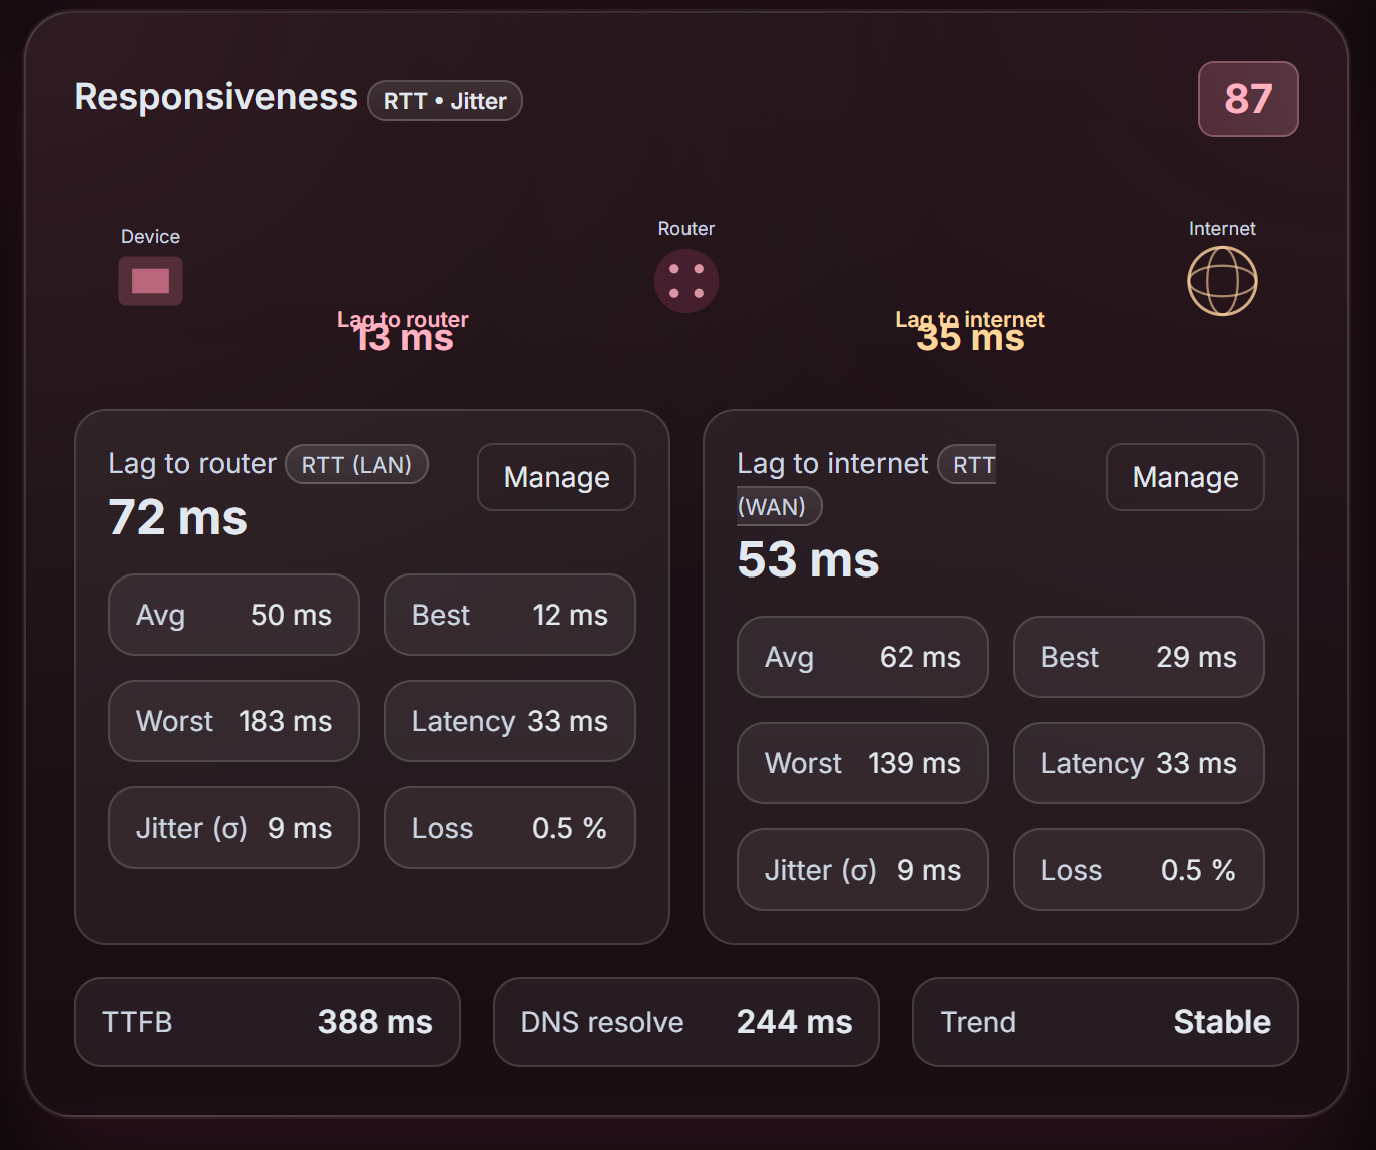 Responsiveness RTT • Jitter
87
Device
Router
Internet
Lag to router
13 ms
Lag to internet
35 ms
Lag to router RTT (LAN)
Manage
72 ms
Avg 50 ms
Best 12 ms
Worst 183 ms
Latency 33 ms
Jitter (σ) 9 ms
Loss 0.5 %
Lag to internet RTT
(WAN)
Manage
53 ms
Avg 62 ms
Best 29 ms
Worst 139 ms
Latency 33 ms
Jitter (σ) 9 ms
Loss 0.5 %
TTFB 388 ms
DNS resolve 244 ms
Trend Stable